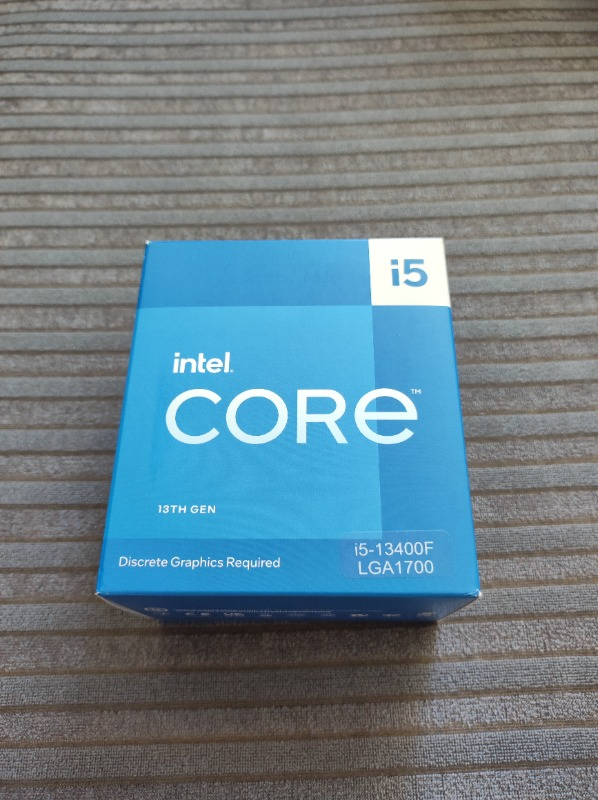 i5
intel.
CORE™
13TH GEN
Discrete Graphics Required
i5-13400F
LGA1700